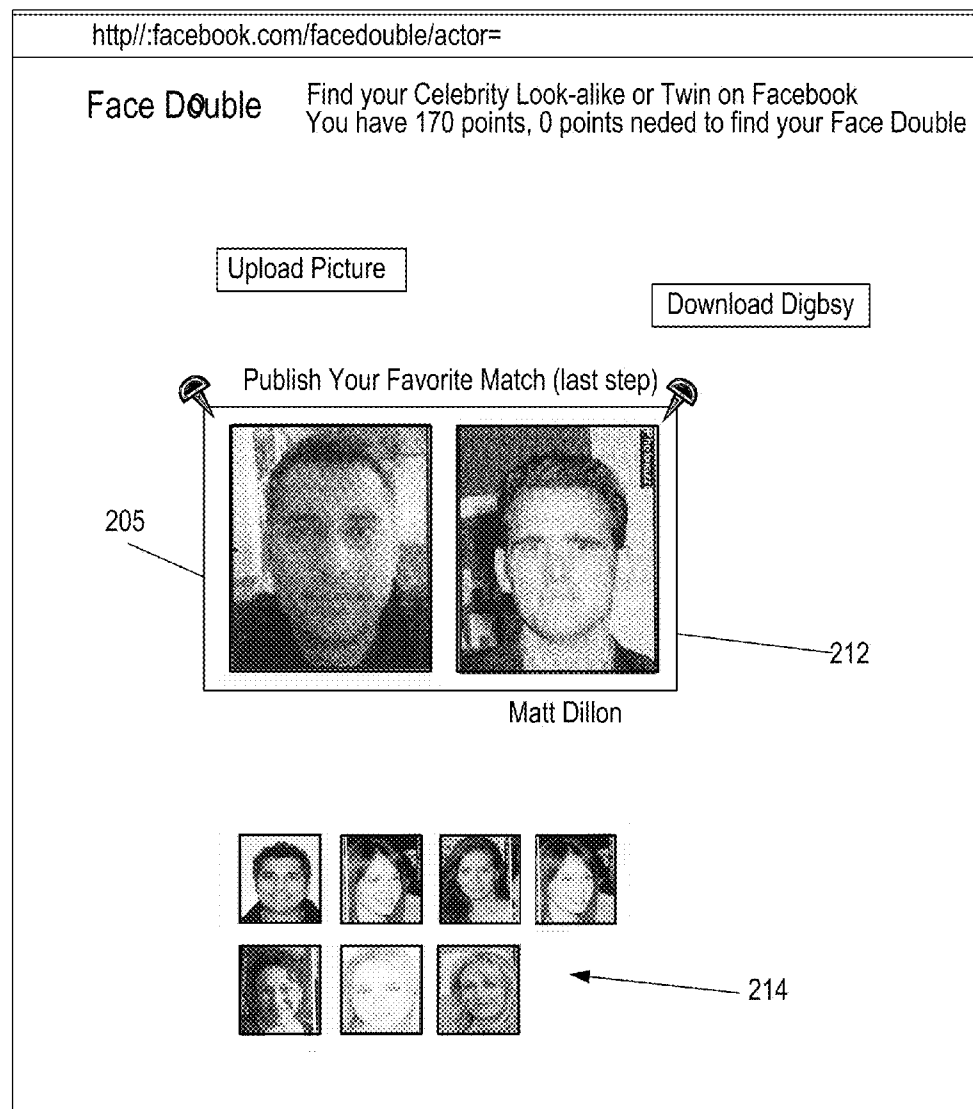 http//:facebook.com/facedouble/actor=
Face Double
Find your Celebrity Look-alike or Twin on Facebook
You have 170 points, 0 points neded to find your Face Double
Upload Picture
Download Digbsy
Publish Your Favorite Match (last step)
205
212
Matt Dillon
214